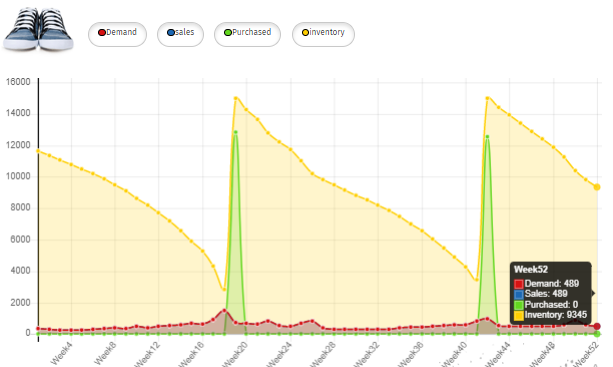 Demand
sales
Purchased
inventory
16000
14000
12000
10000
8000
6000
4000
2000
0
Week52
Demand: 489
Sales: 489
Purchased: 0
Inventory: 9345
Week4
Week8
Week12
Week16
Week20
Week24
Week28
Week32
Week36
Week40
Week44
Week48
Week52